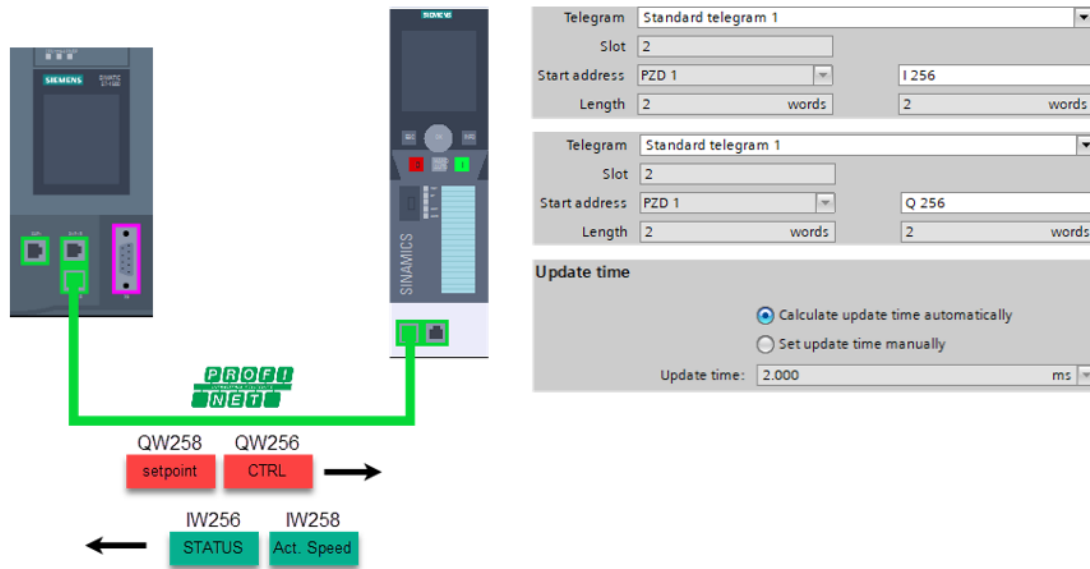 SIEMENS
SIMATIC
S7-1500
SIEMENS
SINAMICS
PROFI
NET
QW258 QW256
setpoint CTRL
IW256 IW258
STATUS Act. Speed
Telegram Standard telegram 1
Slot 2
Start address PZD 1 I 256
Length 2 words 2 words
Telegram Standard telegram 1
Slot 2
Start address PZD 1 Q 256
Length 2 words 2 words
Update time
Calculate update time automatically
Set update time manually
Update time: 2.000 ms